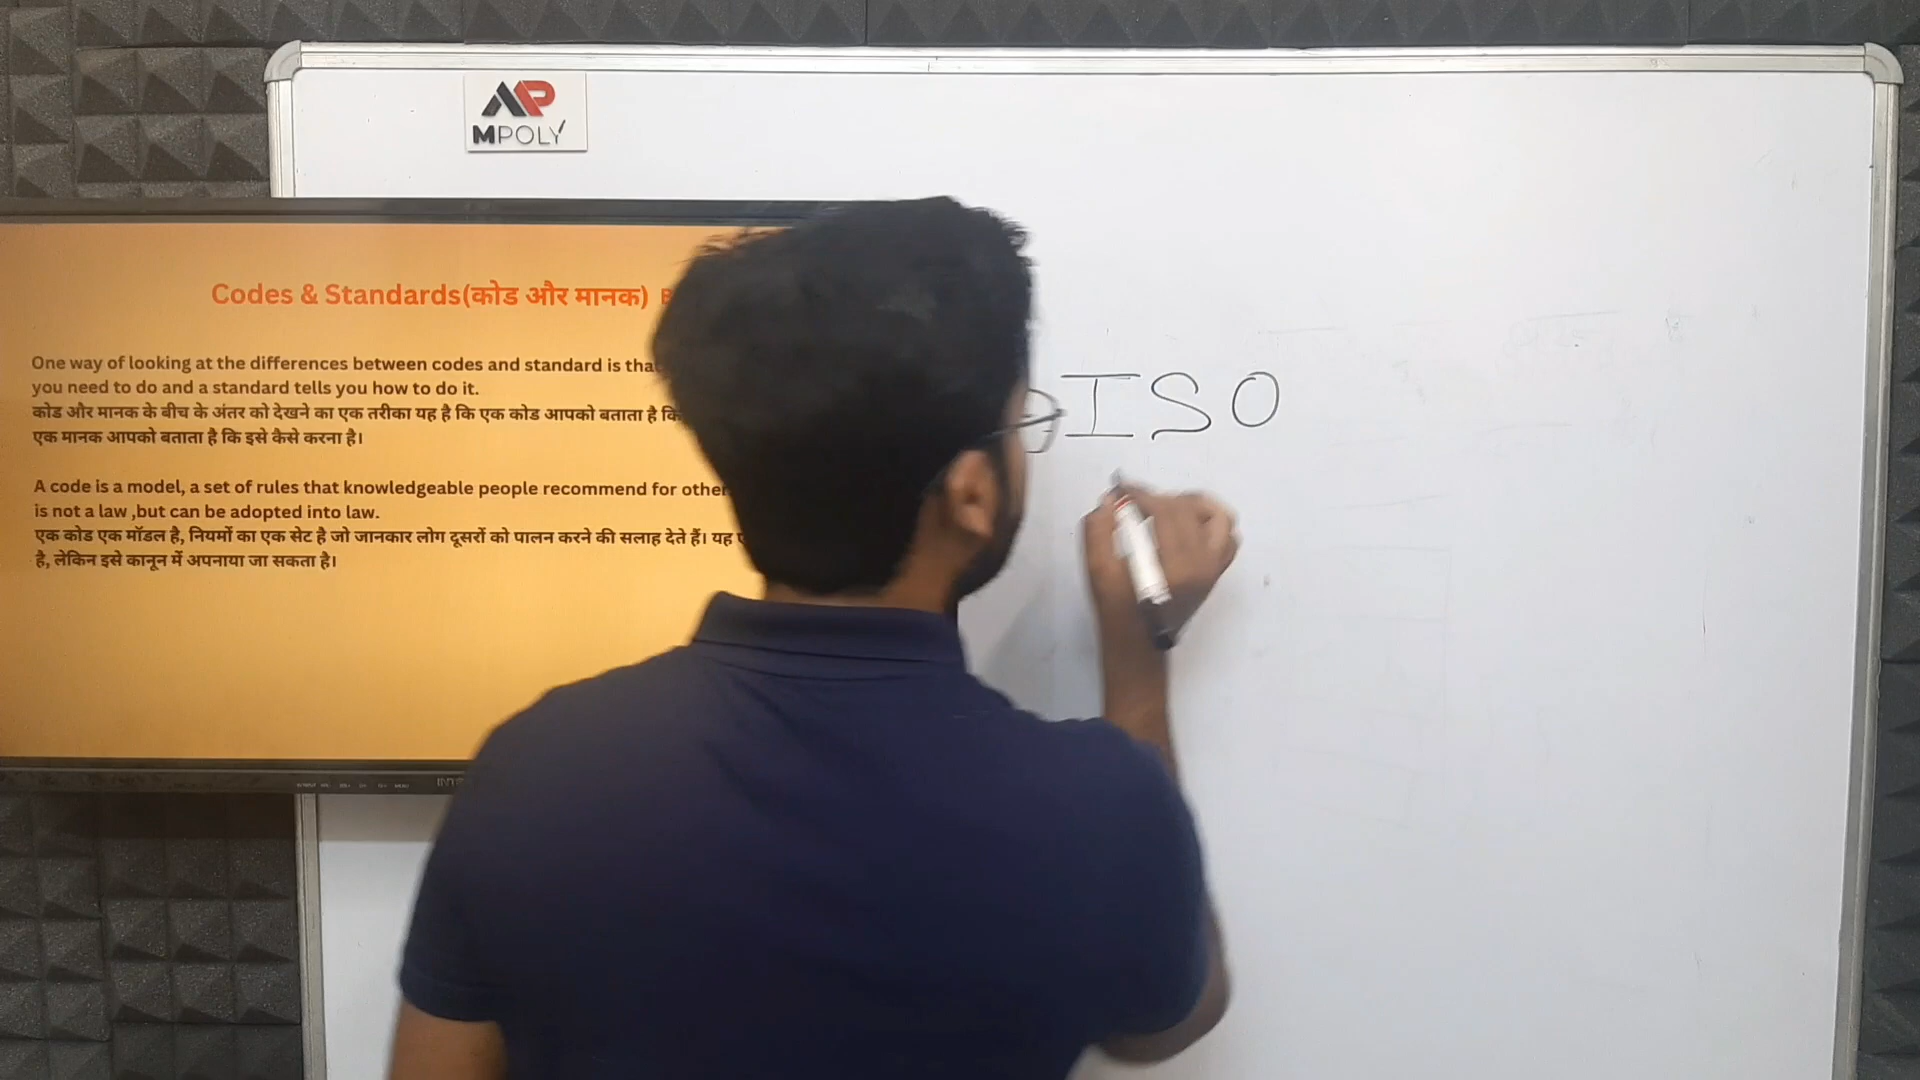 AP
MPOLY
Codes & Standards(कोड और मानक)
One way of looking at the differences between codes and standard is that
you need to do and a standard tells you how to do it.
कोड और मानक के बीच के अंतर को देखने का एक तरीका यह है कि एक कोड आपको बताता है कि
एक मानक आपको बताता है कि इसे कैसे करना है।
A code is a model, a set of rules that knowledgeable people recommend for other
is not a law ,but can be adopted into law.
एक कोड एक मॉडल है, नियमों का एक सेट है जो जानकार लोग दूसरों को पालन करने की सलाह देते हैं। यह
है, लेकिन इसे कानून में अपनाया जा सकता है।
ISO